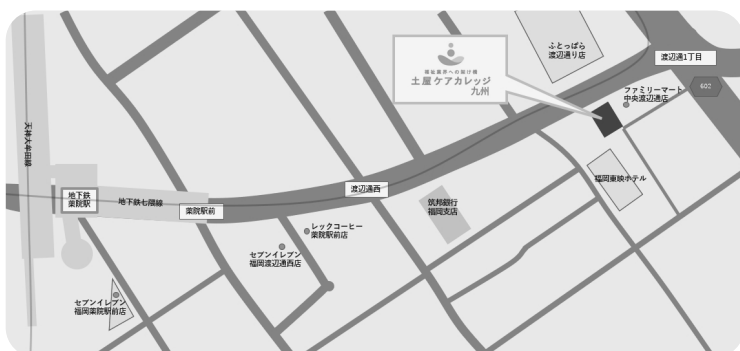 ふとっぱら
渡辺通り店
渡辺通1丁目
福祉業界への架け橋
土屋ケアカレッジ
九州
602
ファミリーマート
中央渡辺通店
天神大牟田線
福岡東映ホテル
渡辺通西
地下鉄
薬院駅
地下鉄七隈線
薬院駅前
筑邦銀行
福岡支店
レックコーヒー
薬院駅前店
セブンイレブン
福岡渡辺通西店
セブンイレブン
福岡薬院駅前店